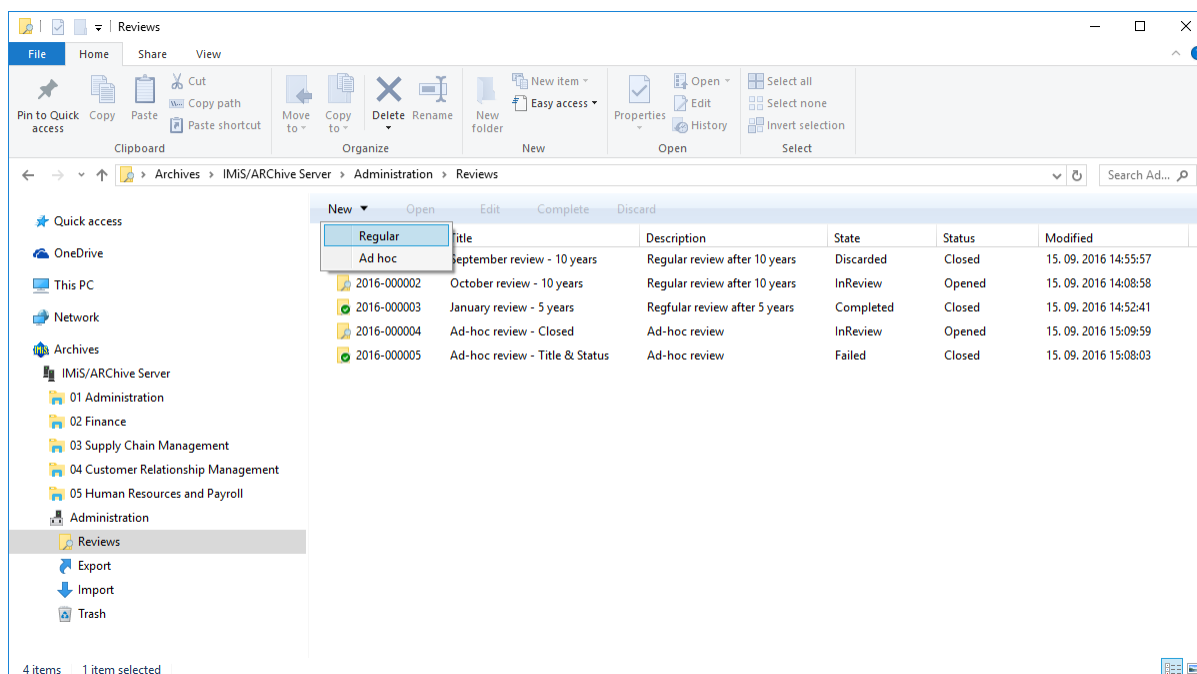 Reviews
File Home Share View
Pin to Quick access
Copy
Paste
Cut
Copy path
Paste shortcut
Clipboard
Move to
Copy to
Delete
Rename
Organize
New folder
New item
Easy access
New
Properties
Open
Edit
History
Open
Select all
Select none
Invert selection
Select
Archives IMiS/ARChive Server Administration Reviews
Search Ad...
Quick access
OneDrive
This PC
Network
Archives
IMiS/ARChive Server
01 Administration
02 Finance
03 Supply Chain Management
04 Customer Relationship Management
05 Human Resources and Payroll
Administration
Reviews
Export
Import
Trash
New Open Edit Complete Discard
Regular
Ad hoc
Title Description State Status Modified
September review - 10 years Regular review after 10 years Discarded Closed 15. 09. 2016 14:55:57
2016-000002 October review - 10 years Regular review after 10 years InReview Opened 15. 09. 2016 14:08:58
2016-000003 January review - 5 years Regfular review after 5 years Completed Closed 15. 09. 2016 14:52:41
2016-000004 Ad-hoc review - Closed Ad-hoc review InReview Opened 15. 09. 2016 15:09:59
2016-000005 Ad-hoc review - Title & Status Ad-hoc review Failed Closed 15. 09. 2016 15:08:03
4 items 1 item selected